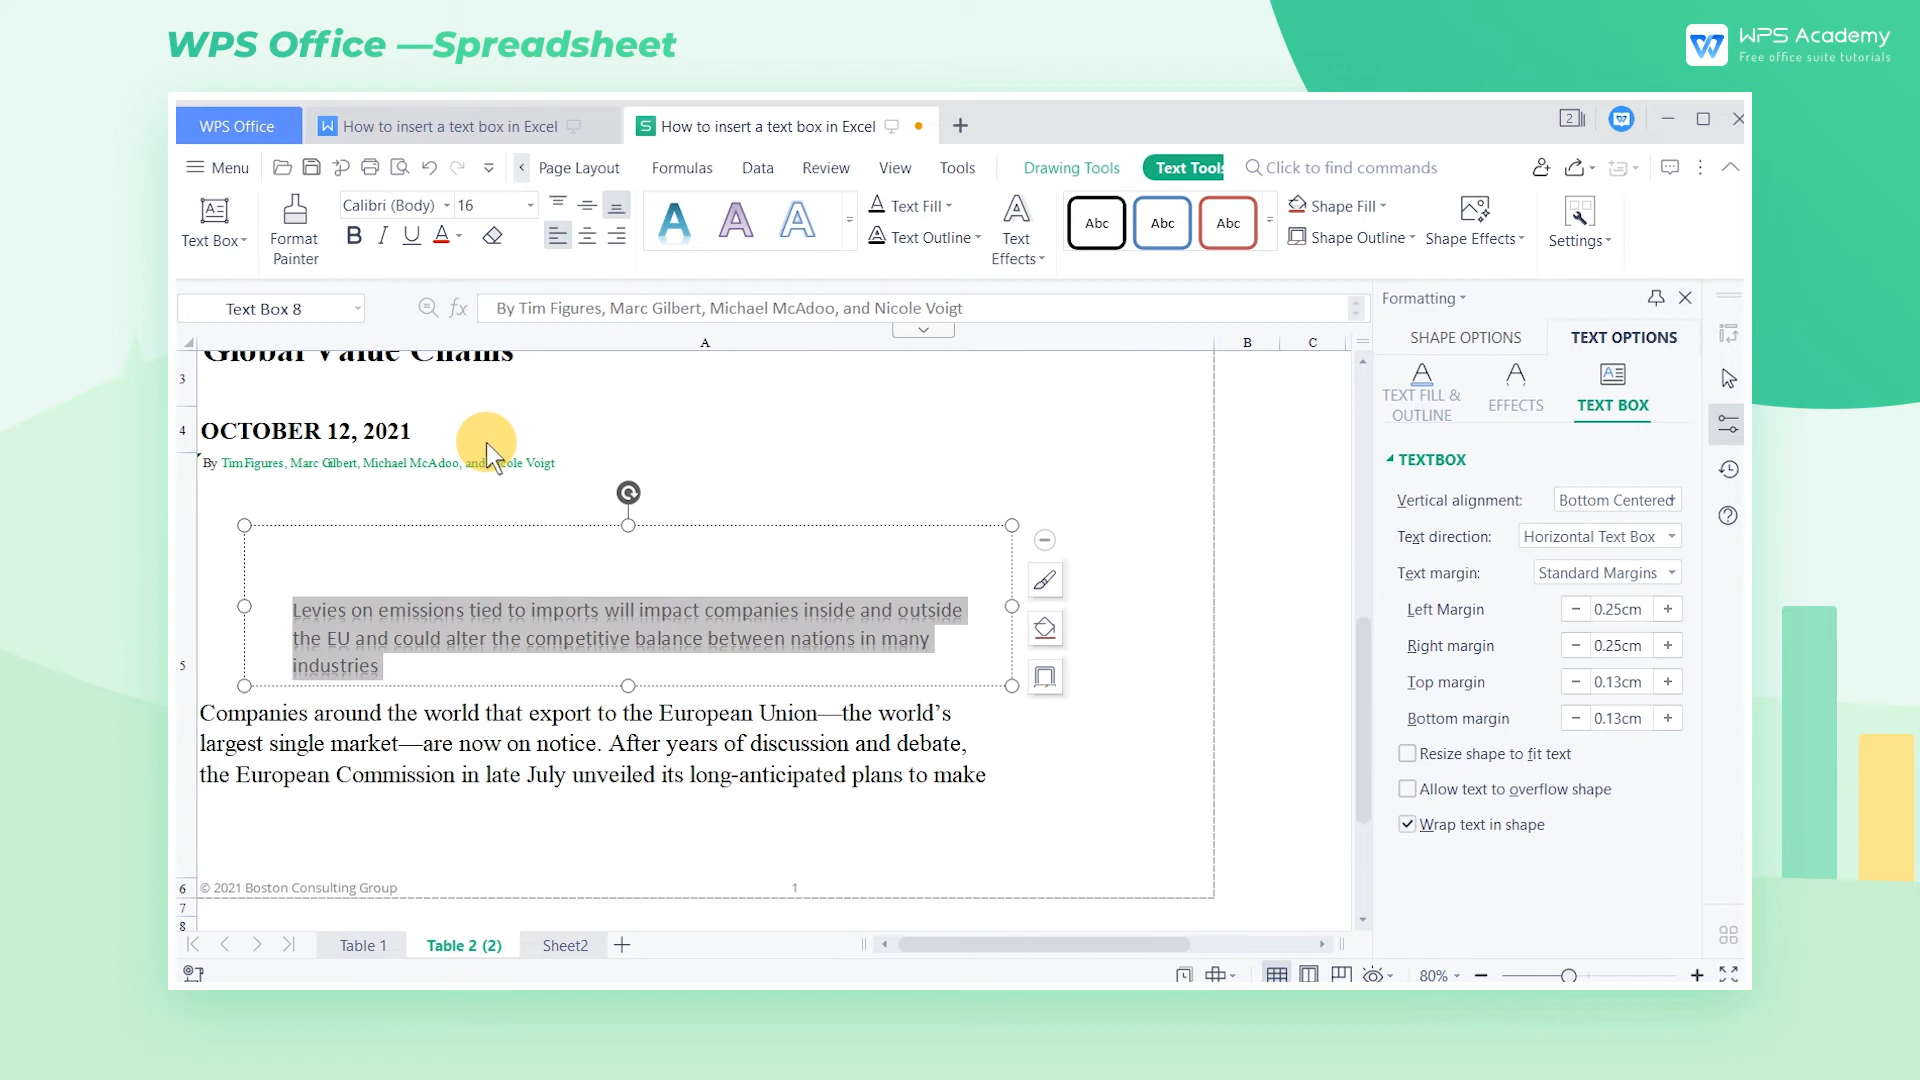 WPS Office —Spreadsheet
WPS Academy
Free office suite tutorials
WPS Office
How to insert a text box in Excel
How to insert a text box in Excel
2
Menu
Page Layout
Formulas
Data
Review
View
Tools
Drawing Tools
Text Tools
Click to find commands
Text Box
Format
Painter
Calibri (Body)
16
B I U A
A A A
Text Fill
Text Outline
Text
Effects
Abc
Abc
Abc
Shape Fill
Shape Outline
Shape Effects
Settings
Text Box 8
fx
By Tim Figures, Marc Gilbert, Michael McAdoo, and Nicole Voigt
A
B
C
3
Global Value Chains
4
OCTOBER 12, 2021
By Tim Figures, Marc Gilbert, Michael McAdoo, and Nicole Voigt
Levies on emissions tied to imports will impact companies inside and outside
the EU and could alter the competitive balance between nations in many
industries
5
Companies around the world that export to the European Union—the world's
largest single market—are now on notice. After years of discussion and debate,
the European Commission in late July unveiled its long-anticipated plans to make
6
© 2021 Boston Consulting Group
1
7
8
Table 1
Table 2 (2)
Sheet2
80%
Formatting
SHAPE OPTIONS
TEXT OPTIONS
TEXT FILL &
OUTLINE
EFFECTS
TEXT BOX
TEXTBOX
Vertical alignment:
Bottom Centered
Text direction:
Horizontal Text Box
Text margin:
Standard Margins
Left Margin
0.25cm
Right margin
0.25cm
Top margin
0.13cm
Bottom margin
0.13cm
Resize shape to fit text
Allow text to overflow shape
Wrap text in shape